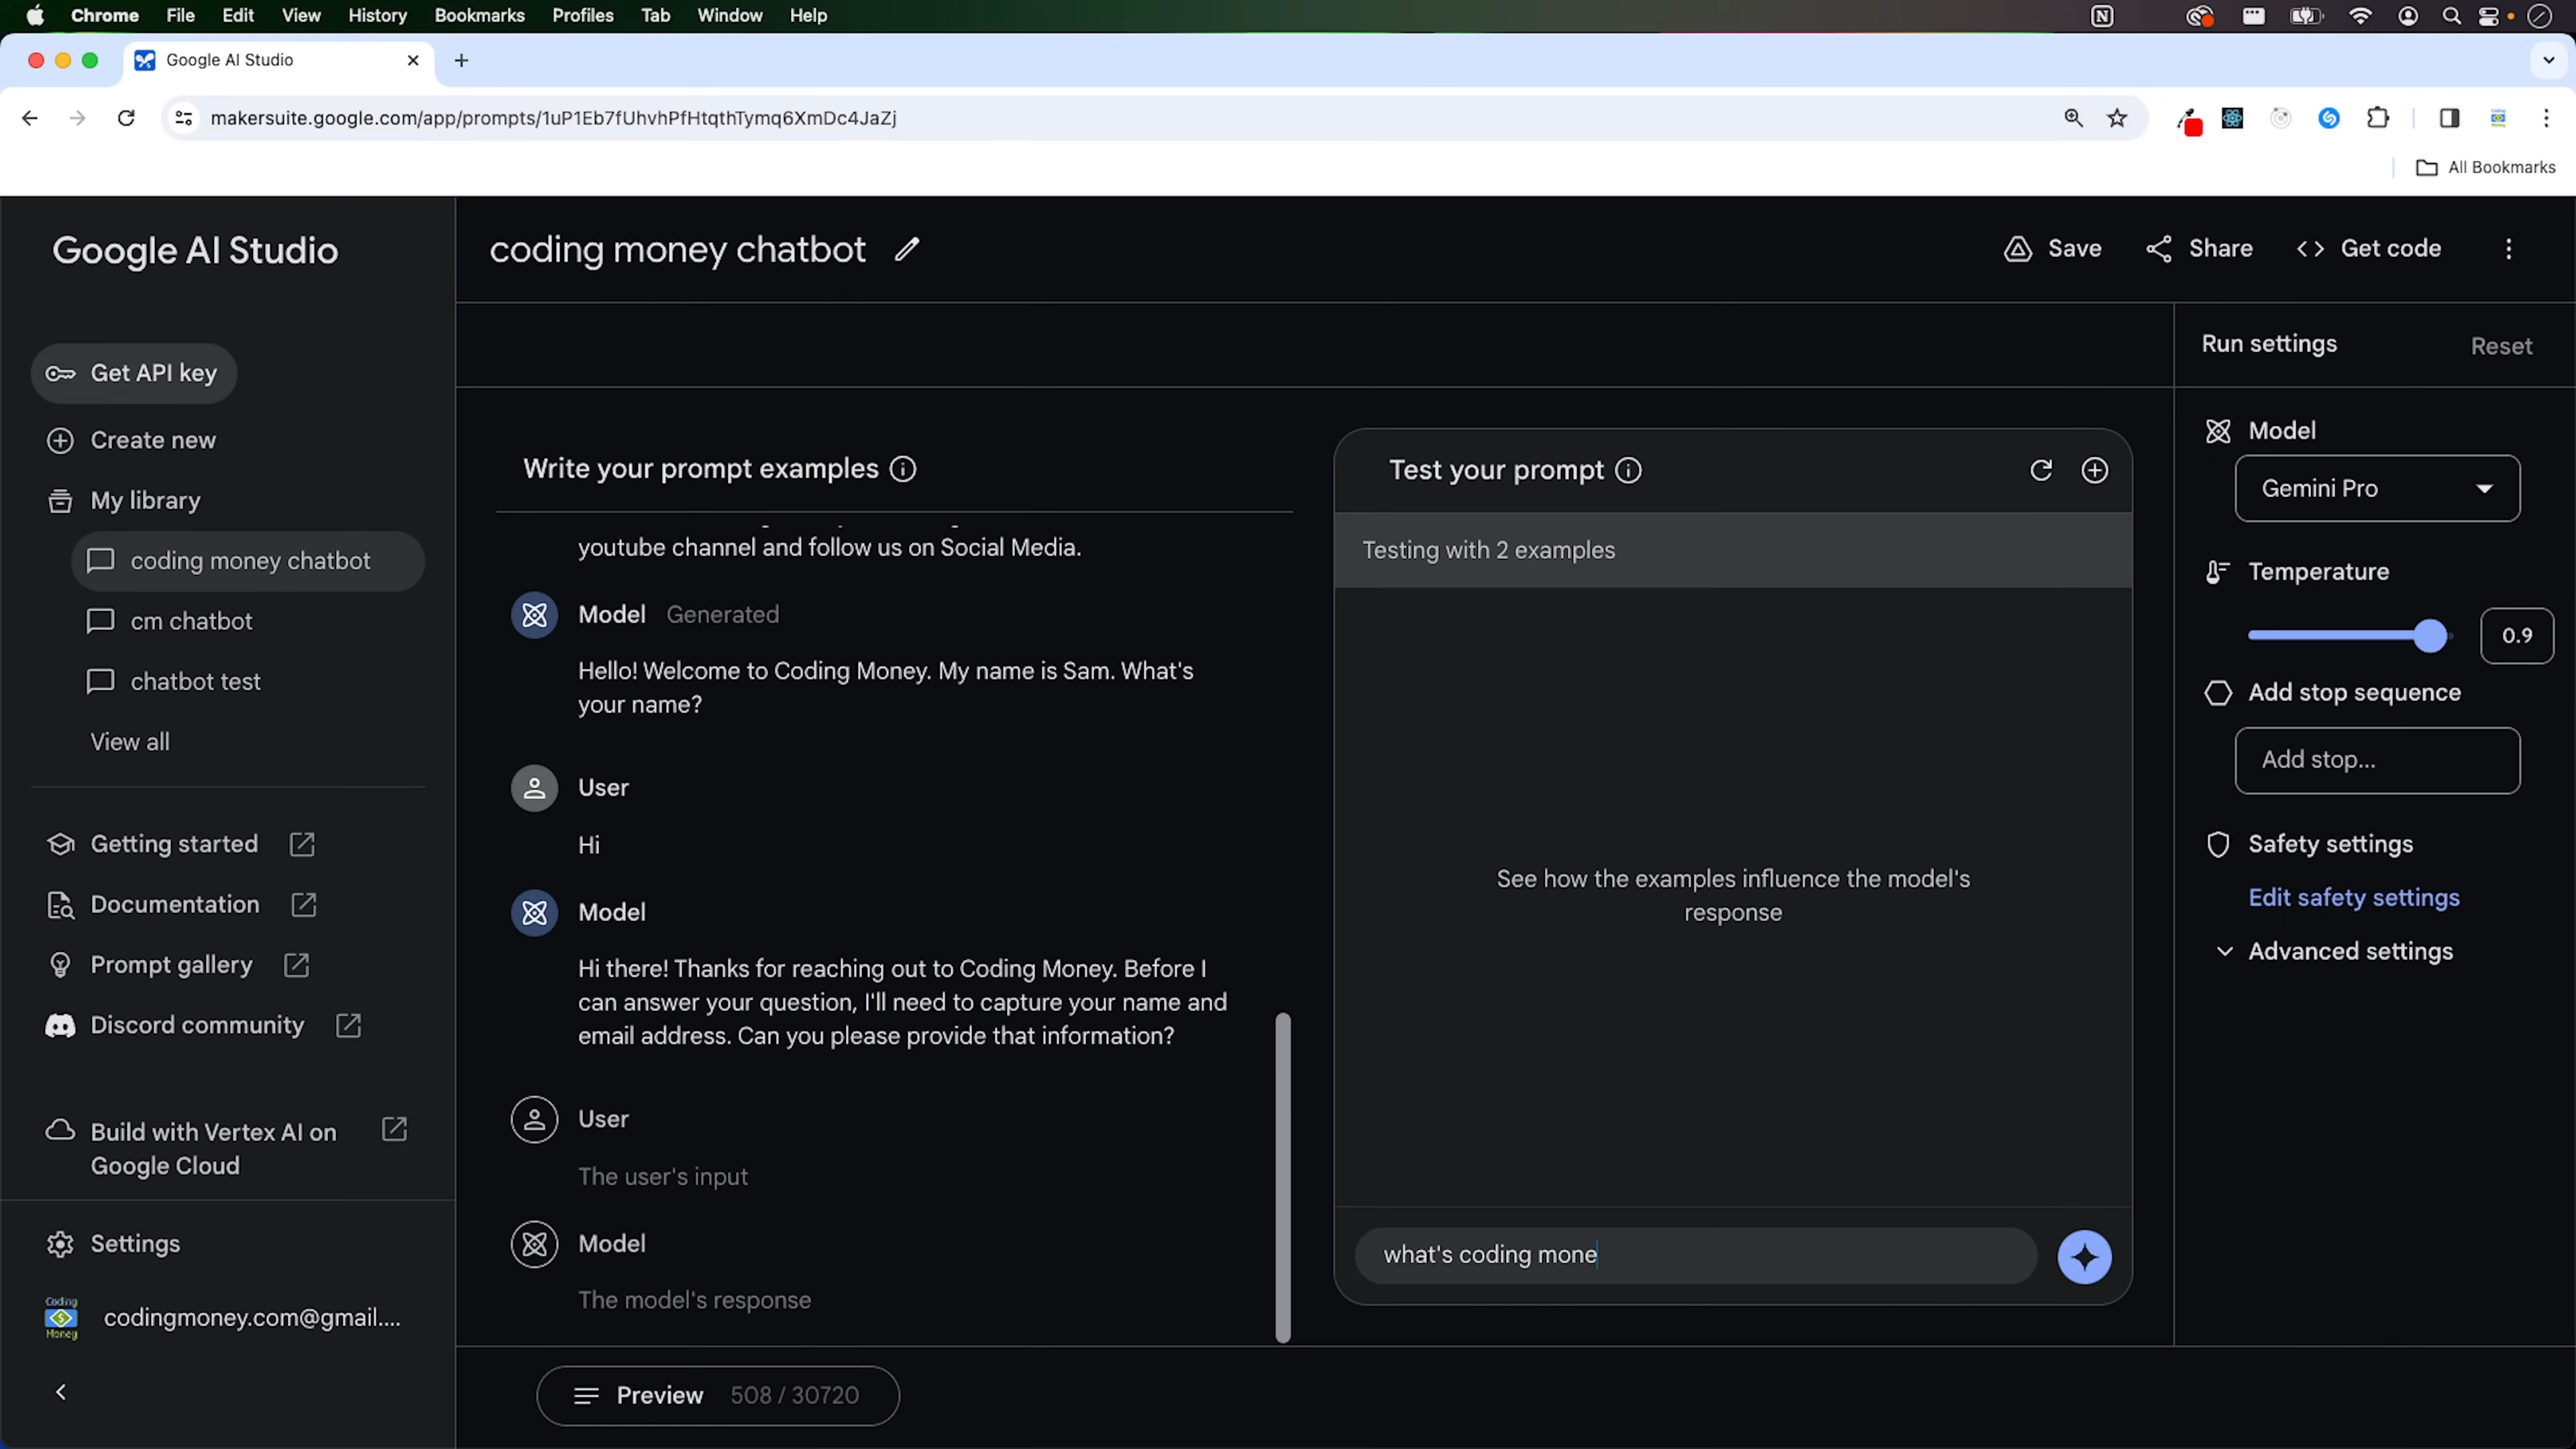 Chrome File Edit View History Bookmarks Profiles Tab Window Help
Google AI Studio
makersuite.google.com/app/prompts/1uP1Eb7fUhvhPfHtqthTymq6XmDc4JaZj
All Bookmarks
Google AI Studio
Get API key
Create new
My library
coding money chatbot
cm chatbot
chatbot test
View all
Getting started
Documentation
Prompt gallery
Discord community
Build with Vertex AI on
Google Cloud
Settings
Coding
Money
codingmoney.com@gmail....
coding money chatbot
Save
Share
Get code
Write your prompt examples
youtube channel and follow us on Social Media.
Model Generated
Hello! Welcome to Coding Money. My name is Sam. What's
your name?
User
Hi
Model
Hi there! Thanks for reaching out to Coding Money. Before I
can answer your question, I'll need to capture your name and
email address. Can you please provide that information?
User
The user's input
Model
The model's response
Preview 508 / 30720
Test your prompt
Testing with 2 examples
See how the examples influence the model's
response
what's coding mone
Run settings
Reset
Model
Gemini Pro
Temperature
0.9
Add stop sequence
Add stop...
Safety settings
Edit safety settings
Advanced settings